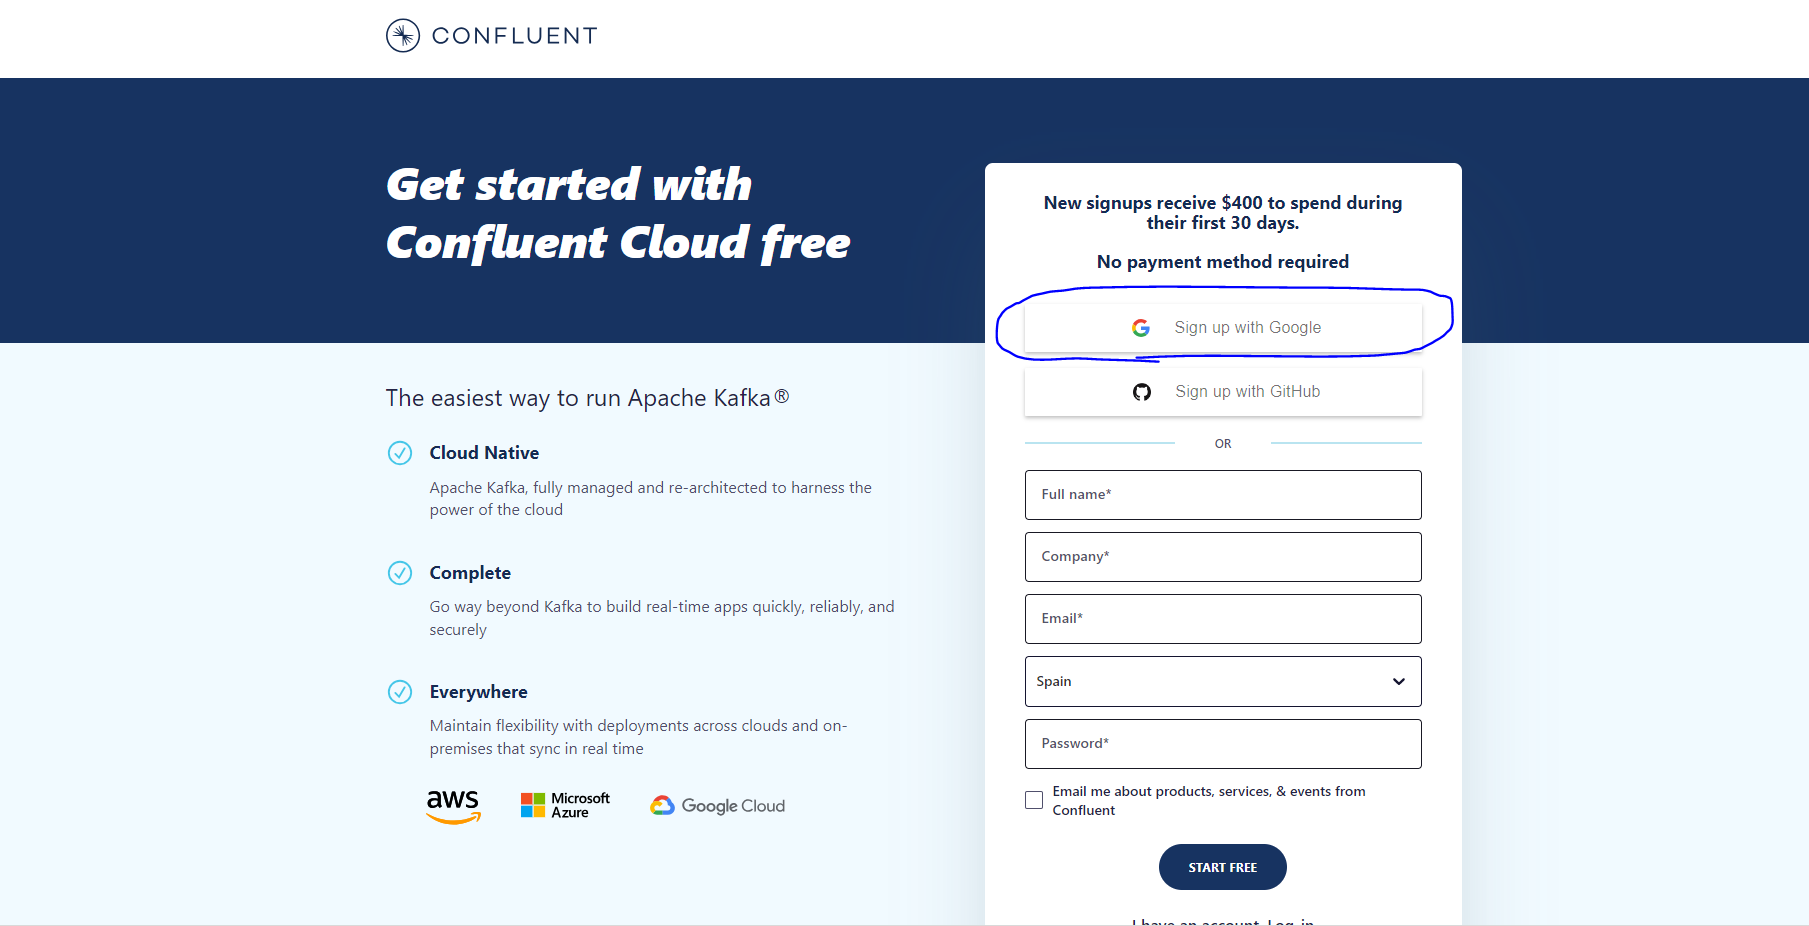 CONFLUENT
Get started with
Confluent Cloud free
The easiest way to run Apache Kafka®
Cloud Native
Apache Kafka, fully managed and re-architected to harness the
power of the cloud
Complete
Go way beyond Kafka to build real-time apps quickly, reliably, and
securely
Everywhere
Maintain flexibility with deployments across clouds and on-
premises that sync in real time
aws
Microsoft
Azure
Google Cloud
New signups receive $400 to spend during
their first 30 days.
No payment method required
Sign up with Google
Sign up with GitHub
OR
Full name*
Company*
Email*
Spain
Password*
Email me about products, services, & events from
Confluent
START FREE
I have an account. Log-in